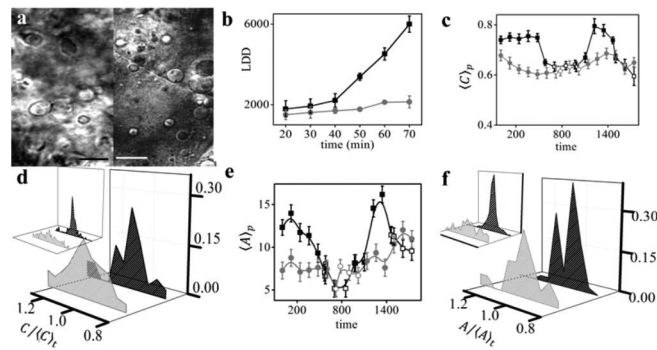 a
b
6000
LDD
2000
20 30 40 50 60 70
time (min)
c
0.8
⟨C⟩p
0.6
0.4
0 800 1400
time
d
0.30
0.15
0.00
1.2
1.0
0.8
C/⟨C⟩t
e
15
⟨A⟩p
10
5
200 800 1400
time
f
0.30
0.15
0.00
1.2
1.0
0.8
A/⟨A⟩t